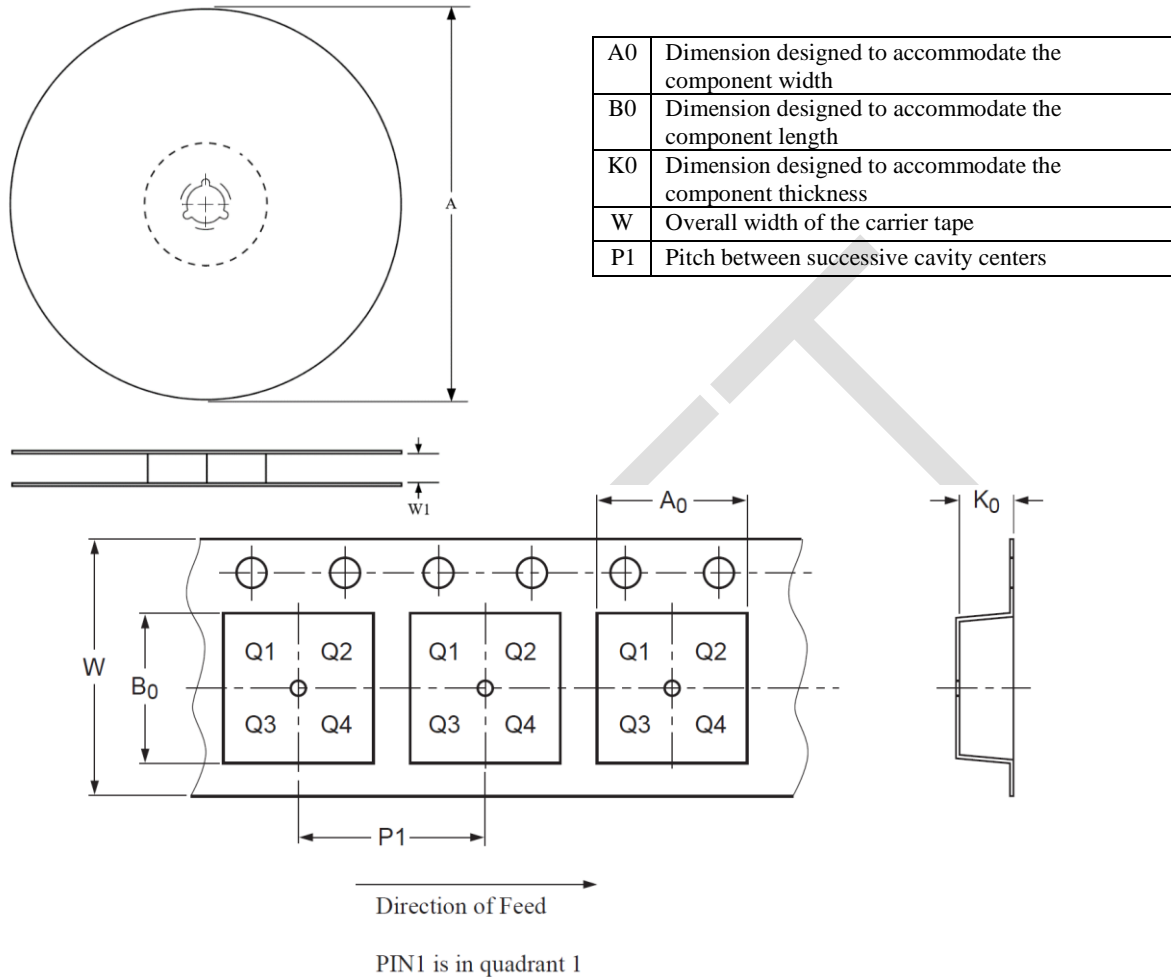 A0 Dimension designed to accommodate the
component width
B0 Dimension designed to accommodate the
component length
K0 Dimension designed to accommodate the
component thickness
W Overall width of the carrier tape
P1 Pitch between successive cavity centers
A
W1
A0
K0
W
B0
Q1 Q2 Q1 Q2 Q1 Q2
Q3 Q4 Q3 Q4 Q3 Q4
P1
Direction of Feed
PIN1 is in quadrant 1